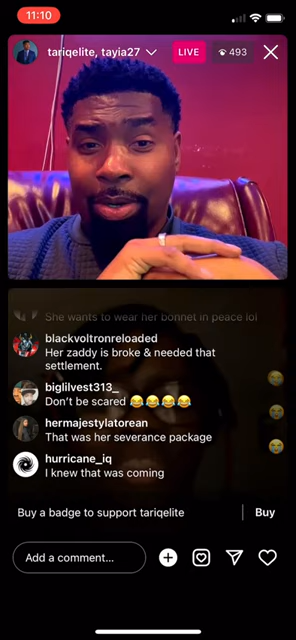 11:10
tariqelite, tayia27
LIVE
493
She wants to wear her bonnet in peace lol
blackvoltronreloaded
Her zaddy is broke & needed that
settlement.
biglilvest313_
Don’t be scared 😂😂😂😂
hermajestylatorean
That was her severance package
hurricane_iq
I knew that was coming
Buy a badge to support tariqelite
Buy
Add a comment...